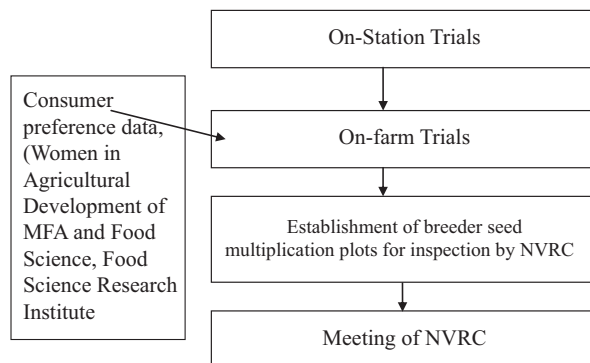 On-Station Trials
Consumer
preference data,
(Women in
Agricultural
Development of
MFA and Food
Science, Food
Science Research
Institute
On-farm Trials
Establishment of breeder seed
multiplication plots for inspection by NVRC
Meeting of NVRC